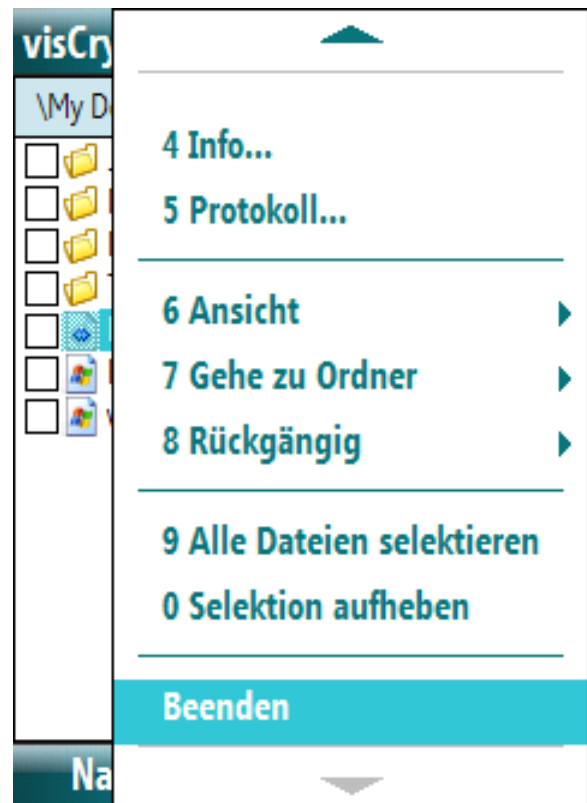 visCry
\My D
4 Info...
5 Protokoll...
6 Ansicht
7 Gehe zu Ordner
8 Rückgängig
9 Alle Dateien selektieren
0 Selektion aufheben
Beenden
Na